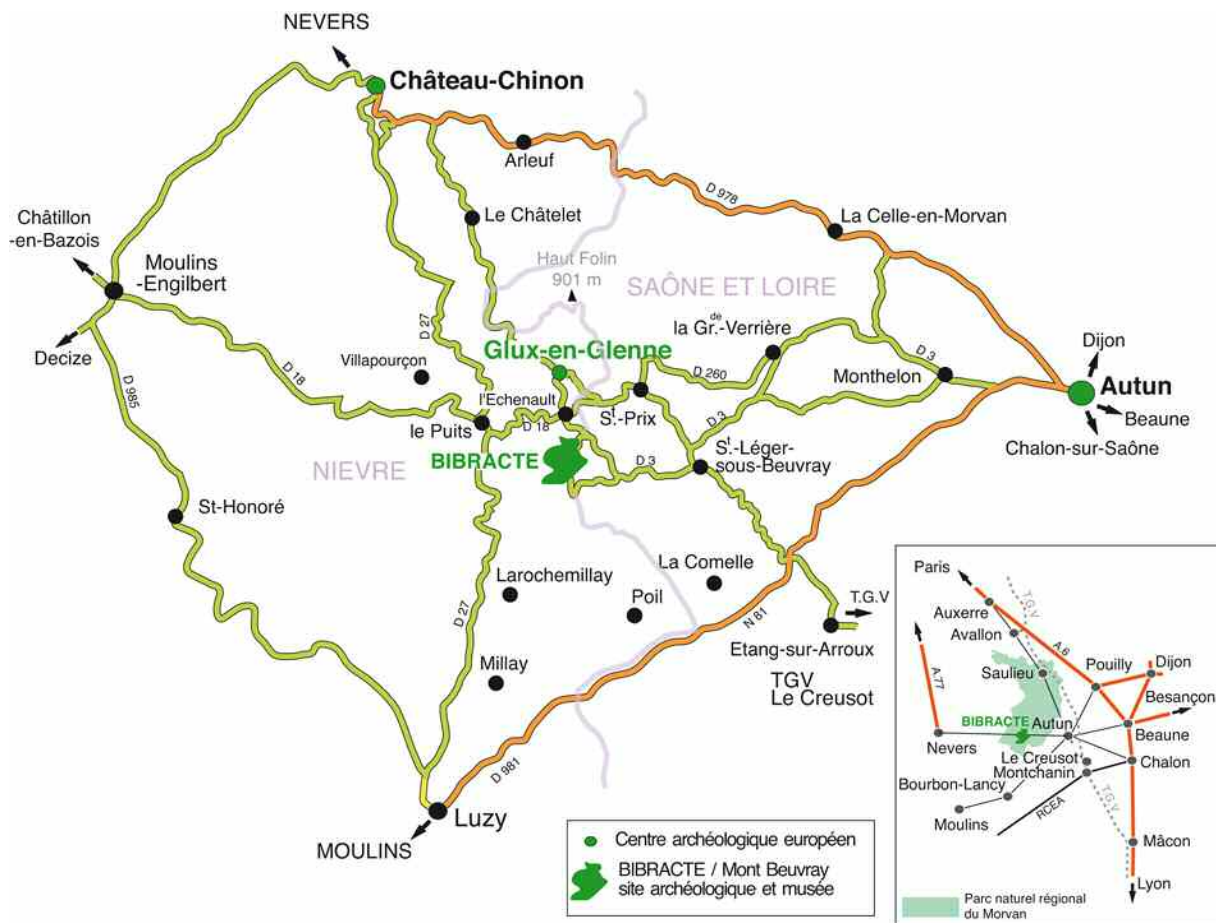 NEVERS
Château-Chinon
Arleuf
D 978
Le Châtelet
La Celle-en-Morvan
Châtillon
-en-Bazois
Moulins
-Engilbert
Haut Folin
901 m
SAÔNE ET LOIRE
la Gr.de-Verrière
Decize
D 27
Glux-en-Glenne
Villapourçon
D 18
D 985
l'Echenault
D 260
D 3
Monthelon
Dijon
Autun
Beaune
Chalon-sur-Saône
le Puits
D 18
St.-Prix
D 3
BIBRACTE
NIEVRE
D 3
St.-Léger-
sous-Beuvray
St-Honoré
La Comelle
Larochemillay
Poil
T.G.V
D 27
N 81
Etang-sur-Arroux
TGV
Le Creusot
Millay
D 981
Luzy
MOULINS
Centre archéologique européen
BIBRACTE / Mont Beuvray
site archéologique et musée
Paris
T.G.V
Auxerre
Avallon
A.6
Saulieu
Pouilly
Dijon
A.77
Besançon
BIBRACTE
Autun
Beaune
Nevers
Le Creusot
Montchanin
Chalon
Bourbon-Lancy
RCEA
T.G.V
Moulins
Mâcon
Lyon
Parc naturel régional
du Morvan